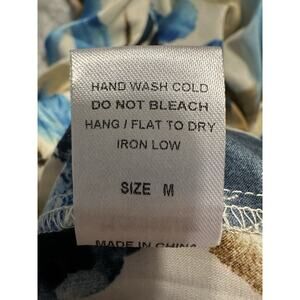 HAND WASH COLD
DO NOT BLEACH
HANG / FLAT TO DRY
IRON LOW
SIZE M
MADE IN CHINA